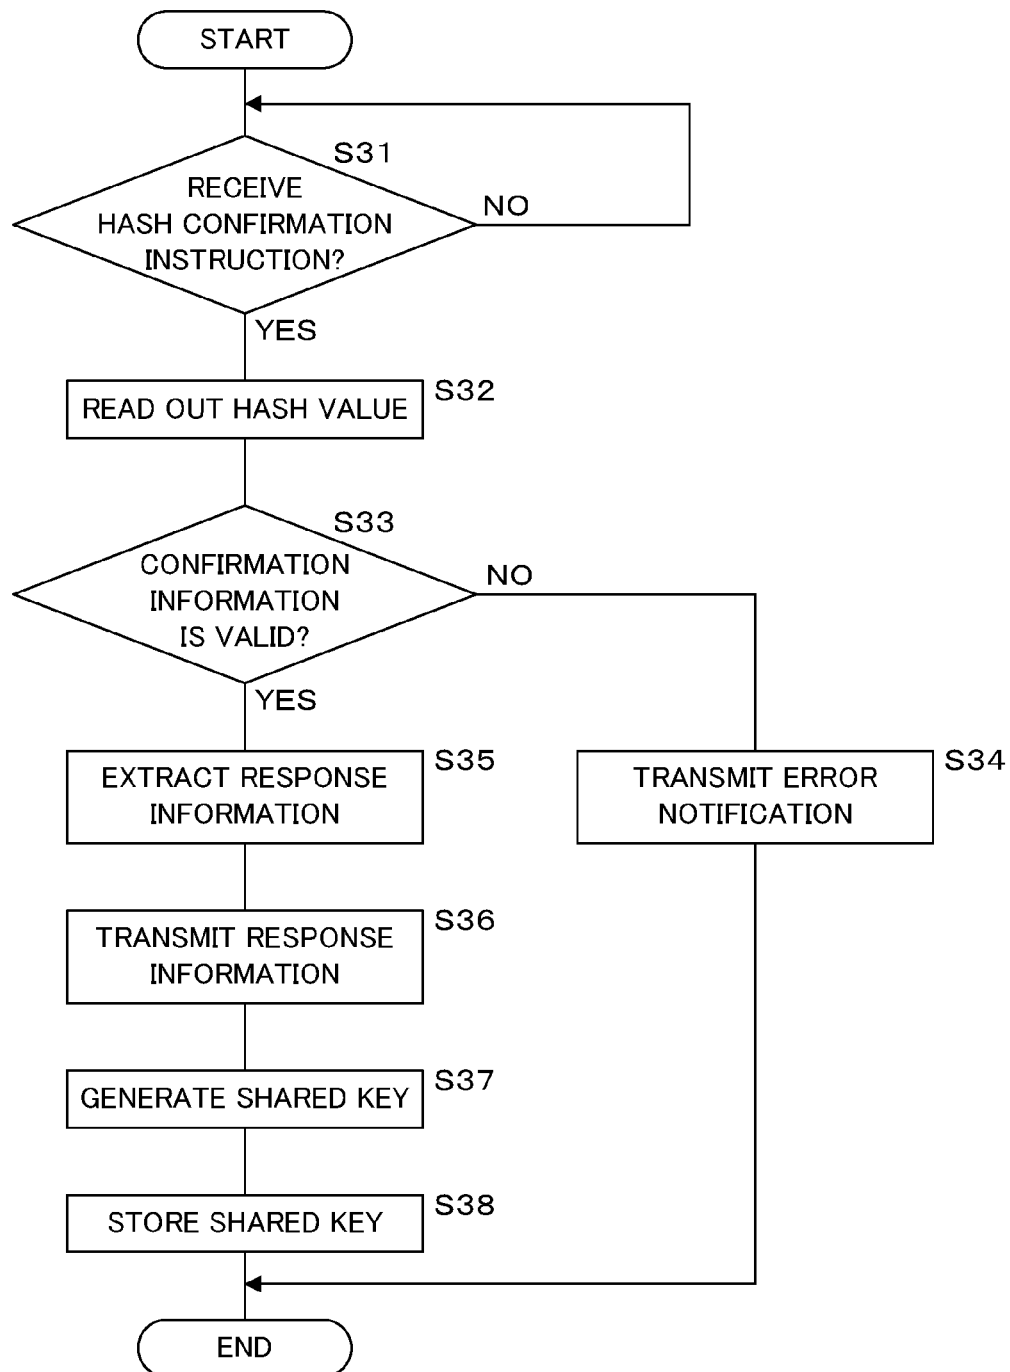 START
S31
RECEIVE
HASH CONFIRMATION
INSTRUCTION?
NO
YES
S32
READ OUT HASH VALUE
S33
CONFIRMATION
INFORMATION
IS VALID?
NO
YES
S35
EXTRACT RESPONSE
INFORMATION
S34
TRANSMIT ERROR
NOTIFICATION
S36
TRANSMIT RESPONSE
INFORMATION
S37
GENERATE SHARED KEY
S38
STORE SHARED KEY
END